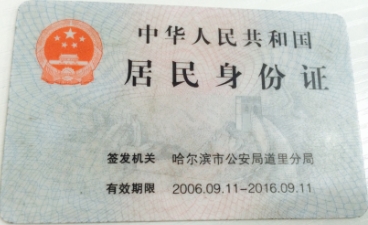 中华人民共和国
居民身份证
签发机关 哈尔滨市公安局道里分局
有效期限 2006.09.11-2016.09.11